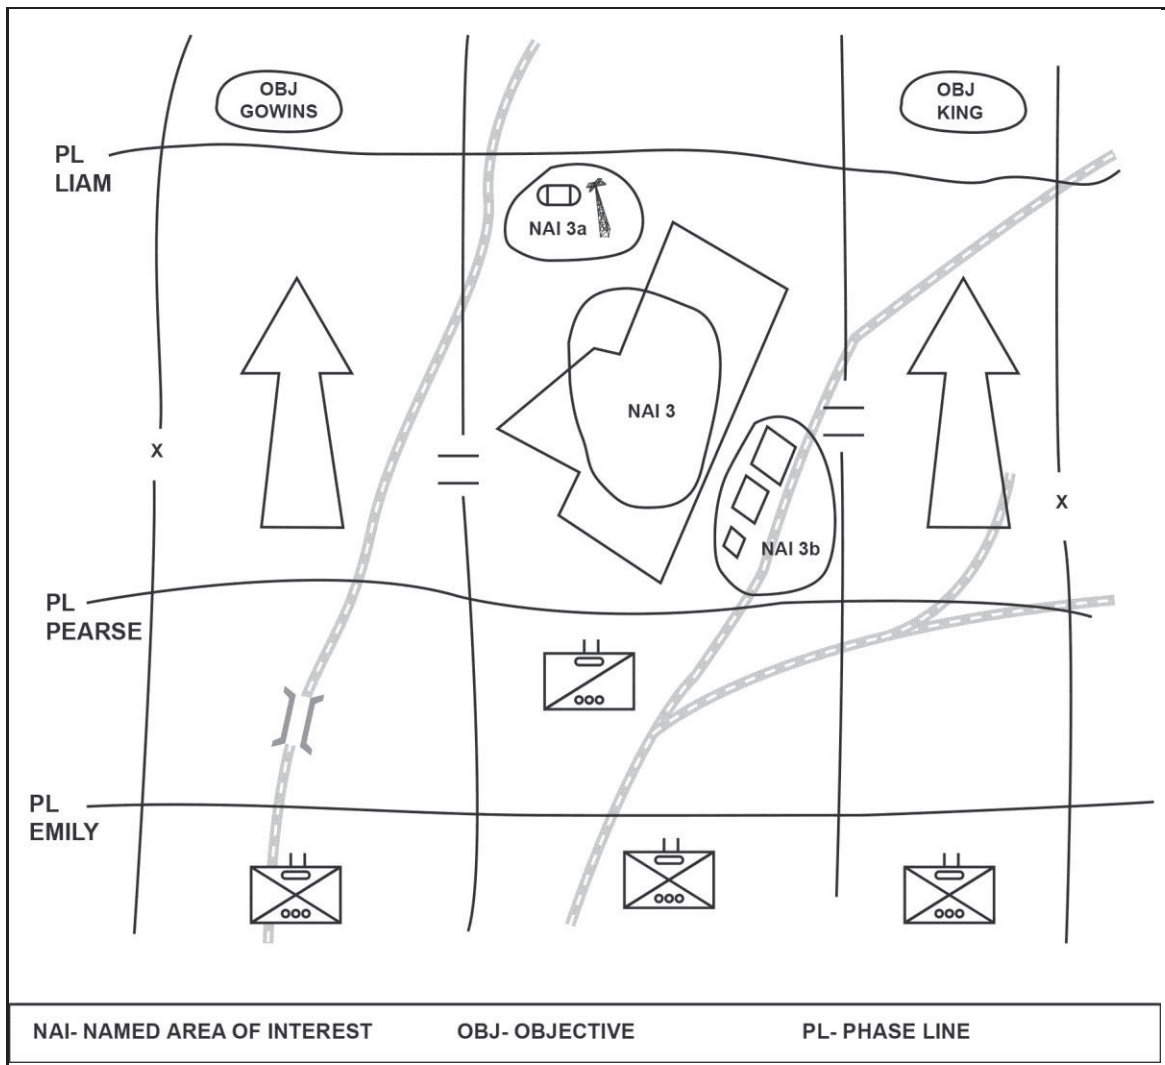 OBJ
GOWINS
OBJ
KING
PL
LIAM
NAI 3a
NAI 3
X
X
NAI 3b
PL
PEARSE
PL
EMILY
NAI- NAMED AREA OF INTEREST
OBJ- OBJECTIVE
PL- PHASE LINE